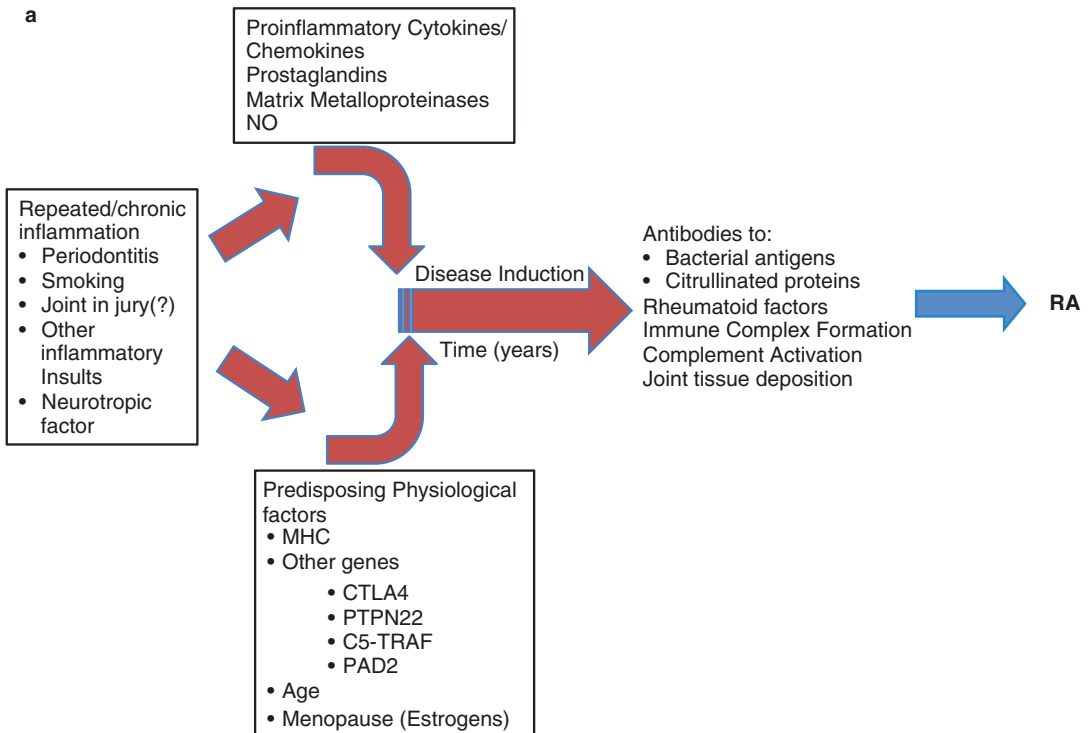 a
Proinflammatory Cytokines/
Chemokines
Prostaglandins
Matrix Metalloproteinases
NO
Repeated/chronic
inflammation
• Periodontitis
• Smoking
• Joint in jury(?)
• Other
inflammatory
Insults
• Neurotropic
factor
Disease Induction
Time (years)
Antibodies to:
• Bacterial antigens
• Citrullinated proteins
Rheumatoid factors
Immune Complex Formation
Complement Activation
Joint tissue deposition
RA
Predisposing Physiological
factors
• MHC
• Other genes
• CTLA4
• PTPN22
• C5-TRAF
• PAD2
• Age
• Menopause (Estrogens)